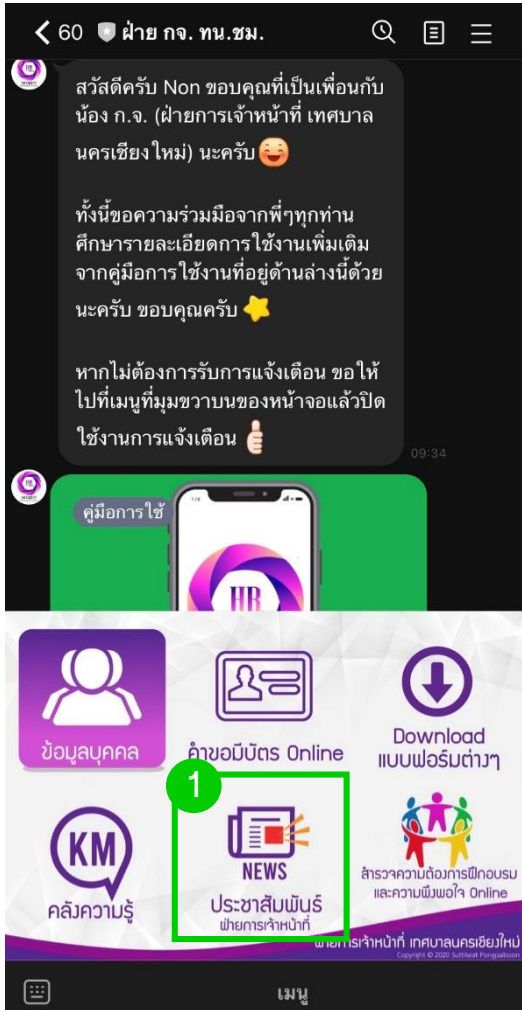 60 ฝ่าย กจ. ทน.ชม.
สวัสดีครับ Non ขอบคุณที่เป็นเพื่อนกับ
น้อง ก.จ. (ฝ่ายการเจ้าหน้าที่ เทศบาล
นครเชียงใหม่) นะครับ
ทั้งนี้ขอความร่วมมือจากพี่ๆทุกท่าน
ศึกษารายละเอียดการใช้งานเพิ่มเติม
จากคู่มือการใช้งานที่อยู่ด้านล่างนี้ด้วย
นะครับ ขอบคุณครับ
หากไม่ต้องการรับการแจ้งเตือน ขอให้
ไปที่เมนูที่มุมขวาบนของหน้าจอแล้วปิด
ใช้งานการแจ้งเตือน
09:34
คู่มือการใช้
HR
ข้อมูลบุคคล
คำขอมีบัตร Online
Download
แบบฟอร์มต่างๆ
1
KM
คลังความรู้
NEWS
ประชาสัมพันธ์
ฝ่ายการเจ้าหน้าที่
สำรวจความต้องการฝึกอบรม
และความพึงพอใจ Online
ฝ่ายการเจ้าหน้าที่ เทศบาลนครเชียงใหม่
Copyright © 2020 Suttikeat Pongpaiboon
เมนู